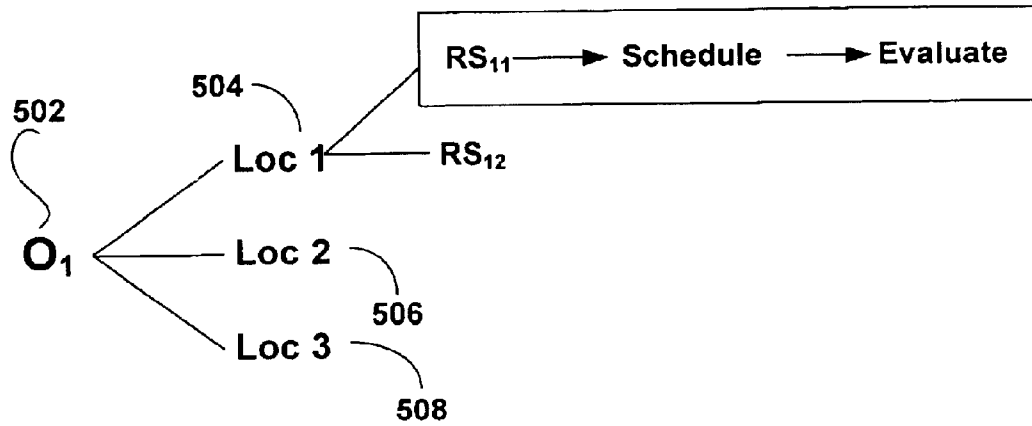 RS₁₁ Schedule Evaluate
504
502
Loc 1 RS₁₂
O₁ Loc 2
506
Loc 3
508